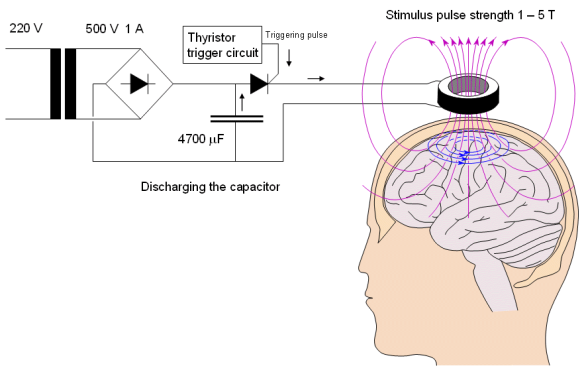 Stimulus pulse strength 1 – 5 T
220 V
500 V 1 A
Thyristor
trigger circuit
Triggering pulse
4700 μF
Discharging the capacitor